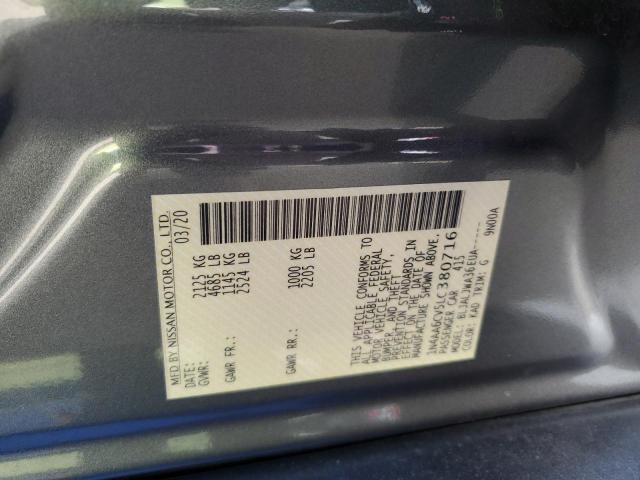 MFD BY NISSAN MOTOR CO., LTD.
DATE: 03/20
GVWR: 2125 KG
4685 LB
GAWR FR.: 1145 KG
2524 LB
GAWR RR.: 1000 KG
2205 LB
THIS VEHICLE CONFORMS TO
ALL APPLICABLE FEDERAL
MOTOR VEHICLE SAFETY,
BUMPER, AND THEFT
PREVENTION STANDARDS IN
EFFECT ON THE DATE OF
MANUFACTURE SHOWN ABOVE.
1N4AA6CV5LC380716
PASSENGER CAR 415
MODEL: BLJALJWA36EUA-----
COLOR: KAD TRIM: G 9N00A